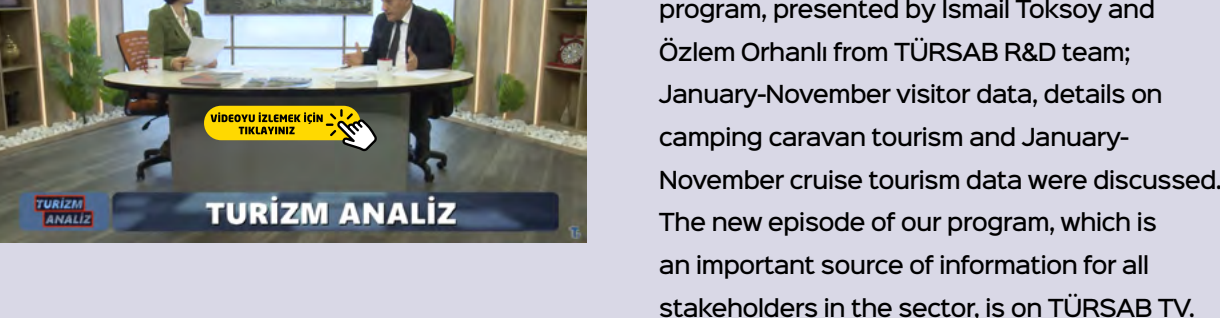 VİDEOYU İZLEMEK İÇİN
TIKLAYINIZ
TURİZM
ANALİZ
TURİZM ANALİZ
program, presented by Ismail Toksoy and
Özlem Orhanlı from TÜRSAB R&D team;
January-November visitor data, details on
camping caravan tourism and January-
November cruise tourism data were discussed.
The new episode of our program, which is
an important source of information for all
stakeholders in the sector, is on TÜRSAB TV.